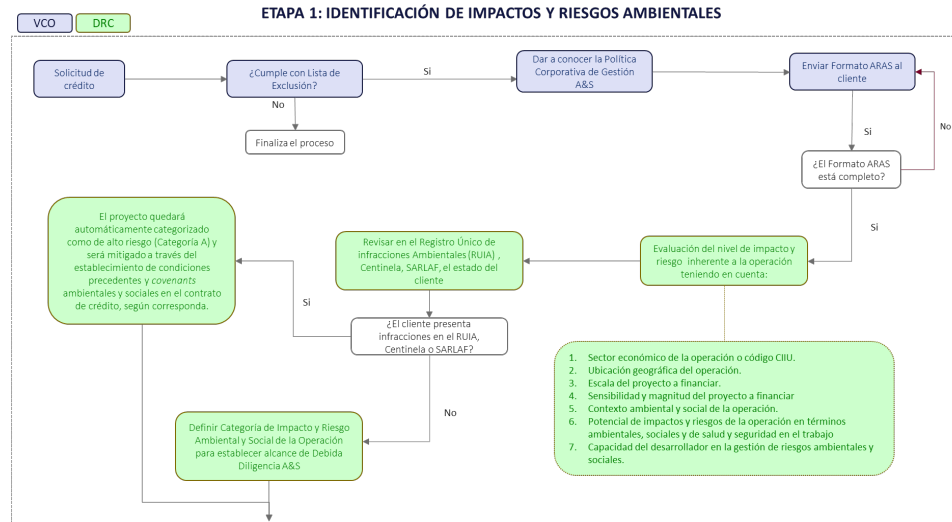 ETAPA 1: IDENTIFICACIÓN DE IMPACTOS Y RIESGOS AMBIENTALES
VCO
DRC
Solicitud de
crédito
¿Cumple con Lista de
Exclusión?
Si
Dar a conocer la Política
Corporativa de Gestión
A&S
Enviar Formato ARAS al
cliente
No
Finaliza el proceso
Si
No
¿El Formato ARAS
está completo?
Si
El proyecto quedará
automáticamente categorizado
como de alto riesgo (Categoría A) y
será mitigado a través del
establecimiento de condiciones
precedentes y covenants
ambientales y sociales en el contrato
de crédito, según corresponda.
Revisar en el Registro Único de
infracciones Ambientales (RUIA) ,
Centinela, SARLAF, el estado del
cliente
Evaluación del nivel de impacto y
riesgo inherente a la operación
teniendo en cuenta:
Si
¿El cliente presenta
infracciones en el RUIA,
Centinela o SARLAF?
No
1. Sector económico de la operación o código CIIU.
2. Ubicación geográfica del operación.
3. Escala del proyecto a financiar.
4. Sensibilidad y magnitud del proyecto a financiar
5. Contexto ambiental y social de la operación.
6. Potencial de impactos y riesgos de la operación en términos
ambientales, sociales y de salud y seguridad en el trabajo
7. Capacidad del desarrollador en la gestión de riesgos ambientales y
sociales.
Definir Categoría de Impacto y Riesgo
Ambiental y Social de la Operación
para establecer alcance de Debida
Diligencia A&S